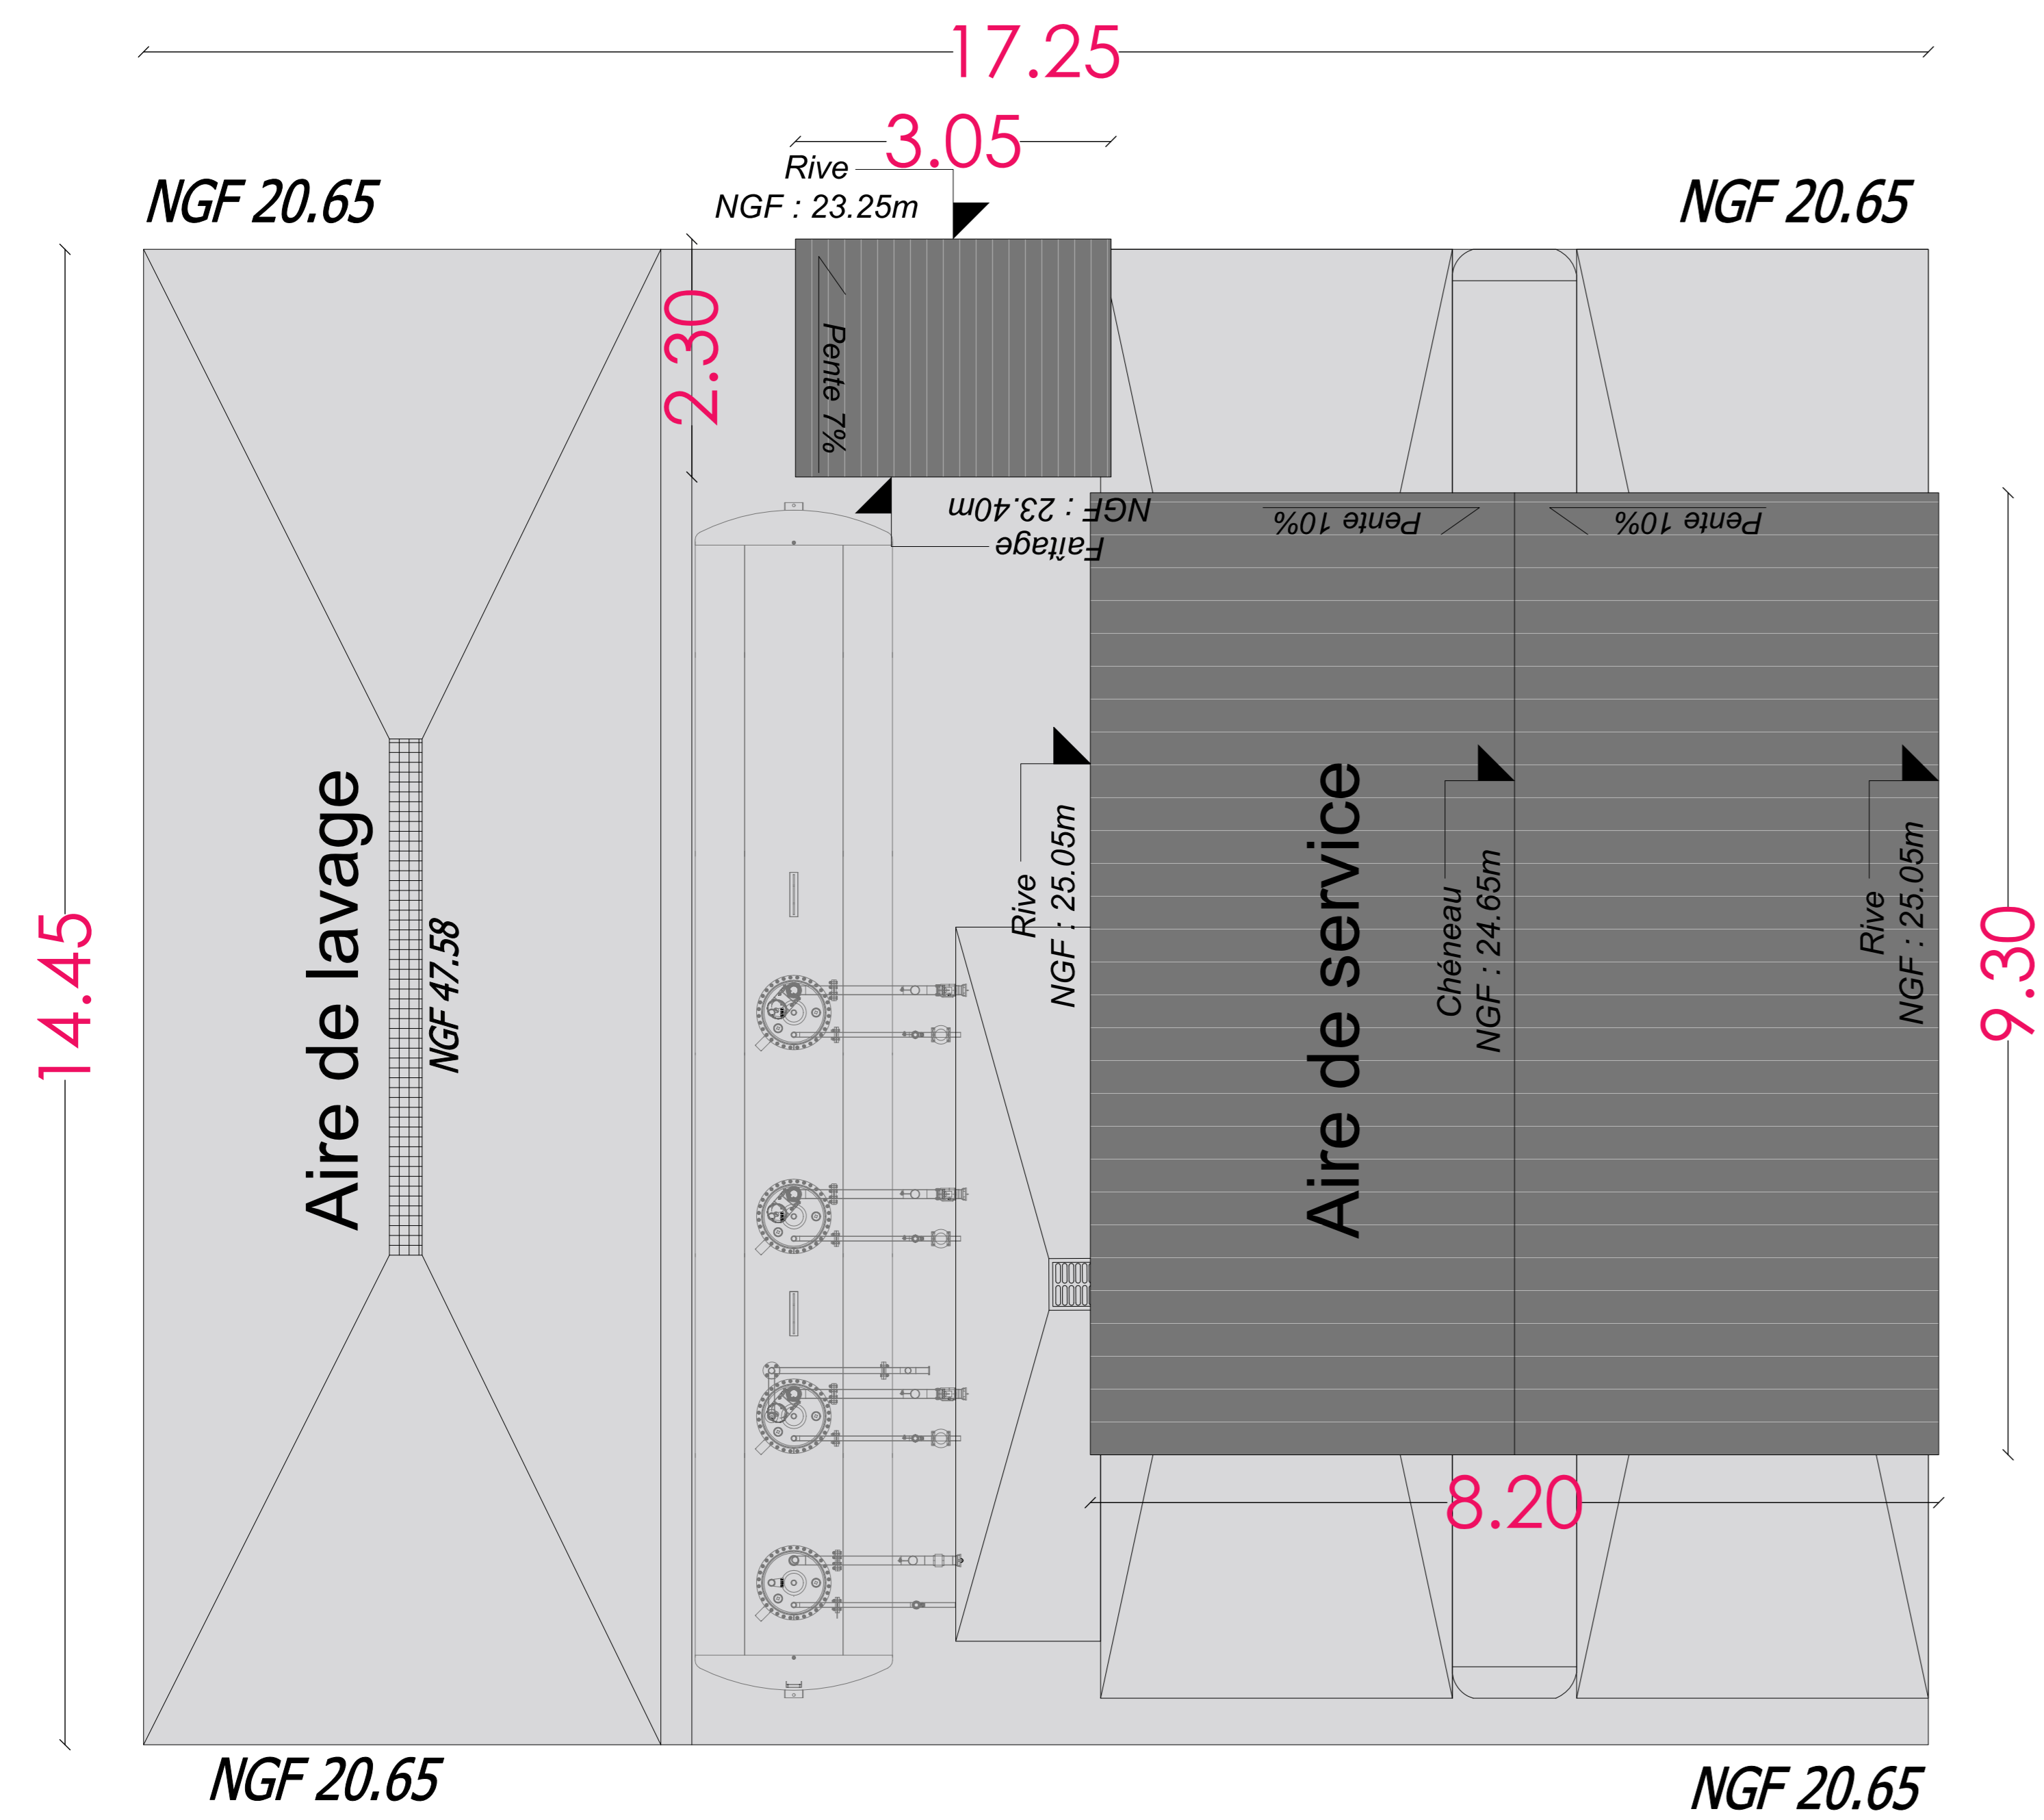 17.25
3.05
Rive
NGF : 23.25m
NGF 20.65
NGF 20.65
2.30
Pente 7%
NGF : 23.40m
Faîtage
Pente 10%
Pente 10%
14.45
Aire de lavage
NGF 47.58
Rive
NGF : 25.05m
Aire de service
Chéneau
NGF : 24.65m
Rive
NGF : 25.05m
9.30
8.20
NGF 20.65
NGF 20.65